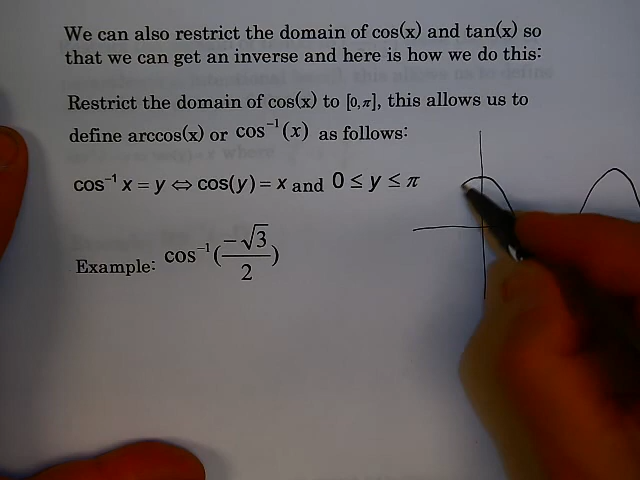 We can also restrict the domain of cos(x) and tan(x) so
that we can get an inverse and here is how we do this:
Restrict the domain of cos(x) to [0,π], this allows us to
define arccos(x) or cos⁻¹(x) as follows:
cos⁻¹ x = y ⇔ cos(y) = x and 0 ≤ y ≤ π
Example: cos⁻¹(−√3/2)